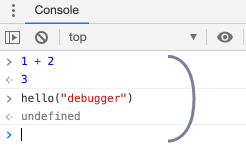 Console
top
1 + 2
3
hello("debugger")
undefined